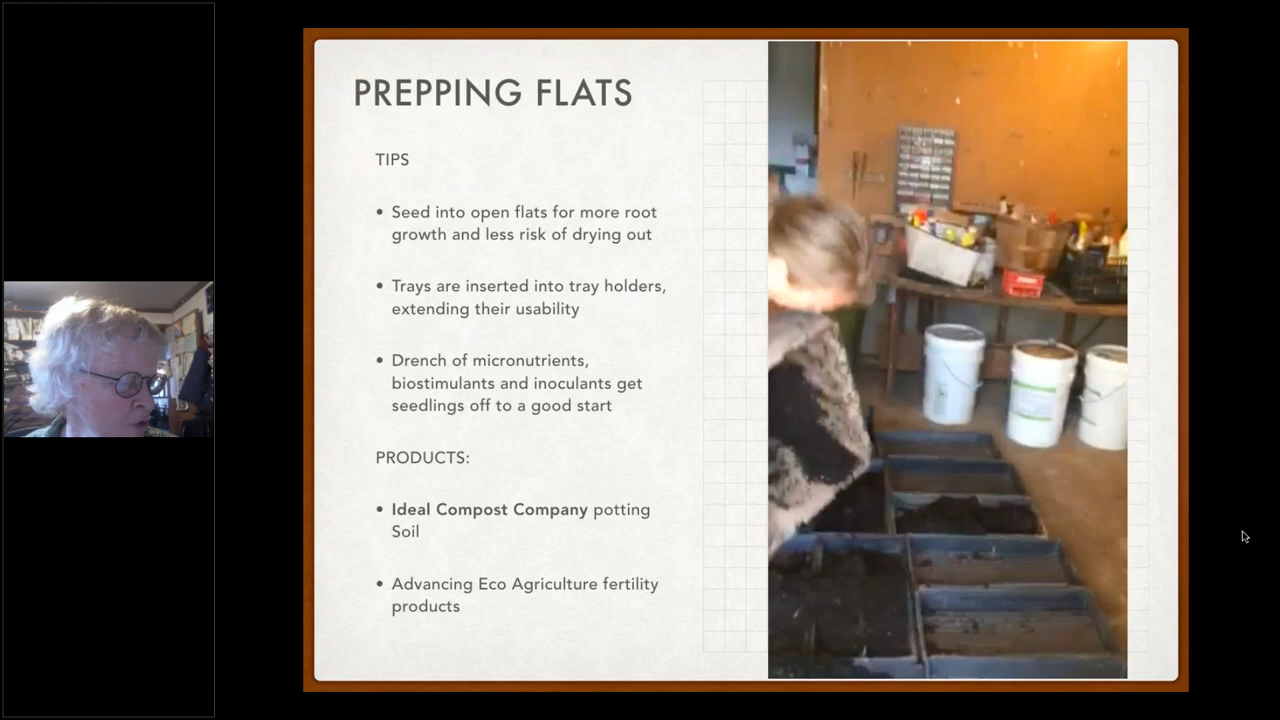 PREPPING FLATS
TIPS
• Seed into open flats for more root
growth and less risk of drying out
• Trays are inserted into tray holders,
extending their usability
• Drench of micronutrients,
biostimulants and inoculants get
seedlings off to a good start
PRODUCTS:
• Ideal Compost Company potting
Soil
• Advancing Eco Agriculture fertility
products